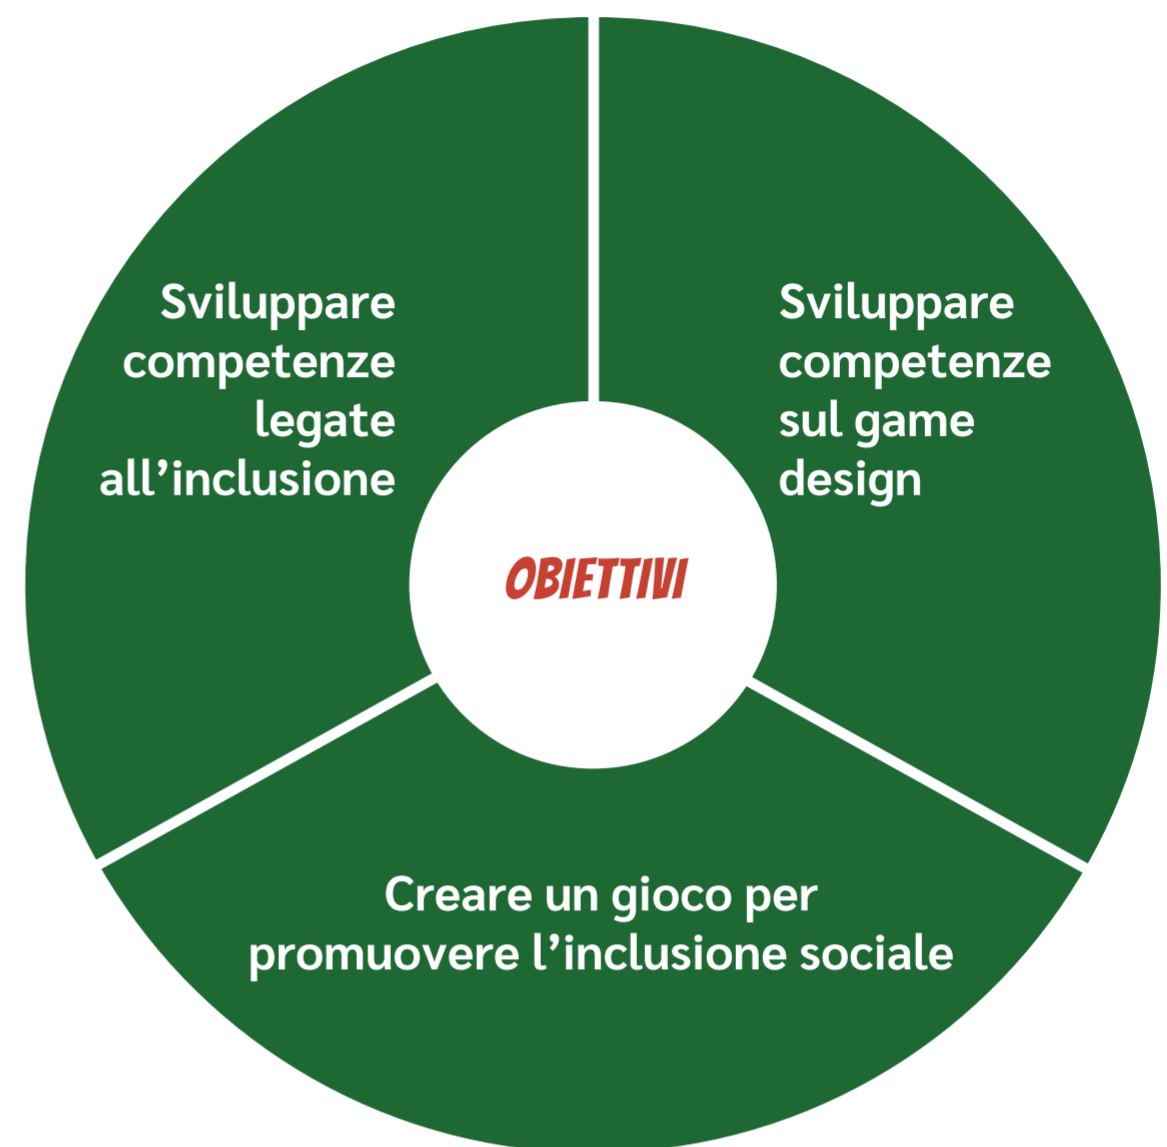 Sviluppare
competenze
legate
all’inclusione
Sviluppare
competenze
sul game
design
OBIETTIVI
Creare un gioco per
promuovere l’inclusione sociale